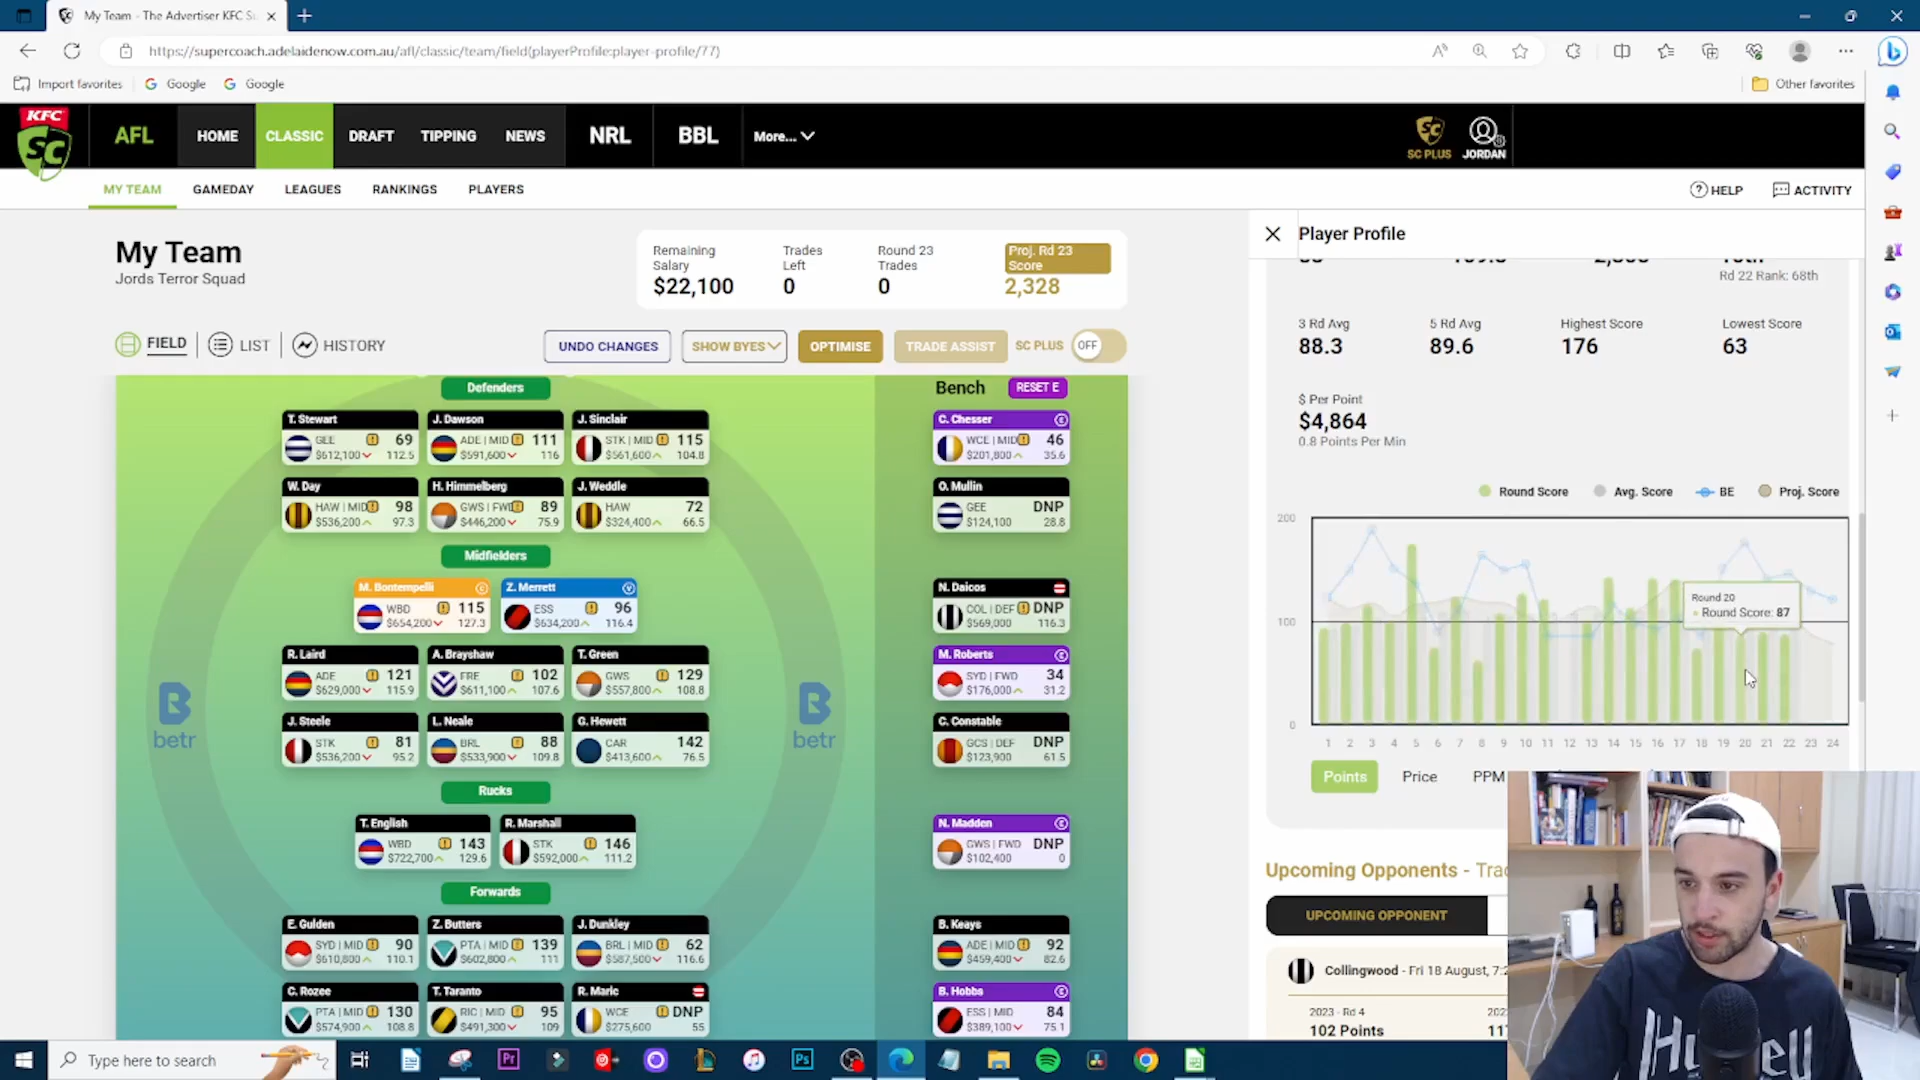 My Team - The Advertiser KFC Su
https://supercoach.adelaidenow.com.au/afl/classic/team/field(playerProfile:player-profile/77)
Import favorites Google Google Other favorites
KFC SC AFL HOME CLASSIC DRAFT TIPPING NEWS NRL BBL More...
SC SC PLUS JORDAN
MY TEAM GAMEDAY LEAGUES RANKINGS PLAYERS HELP ACTIVITY
My Team
Jords Terror Squad
Remaining Salary $22,100
Trades Left 0
Round 23 Trades 0
Proj. Rd 23 Score 2,328
FIELD LIST HISTORY UNDO CHANGES SHOW BYES OPTIMISE TRADE ASSIST SC PLUS OFF
Defenders
T. Stewart GEE 69 $612,100 112.5
J. Dawson ADE | MID 111 $591,600 116
J. Sinclair STK | MID 115 $561,600 104.8
W. Day HAW | MID 98 $536,200 97.3
H. Himmelberg GWS | FWD 89 $446,200 75.9
J. Weddle HAW 72 $324,400 66.5
Midfielders
M. Bontempelli C WBD 115 $654,200 127.3
Z. Merrett V ESS 96 $634,200 116.4
R. Laird ADE 121 $629,000 115.9
A. Brayshaw FRE 102 $611,100 107.6
T. Green GWS 129 $557,800 108.8
J. Steele STK 81 $536,200 95.2
L. Neale BRL 88 $533,900 109.8
G. Hewett CAR 142 $413,600 76.5
betr
betr
Rucks
T. English WBD 143 $722,700 129.6
R. Marshall STK 146 $592,000 111.2
Forwards
E. Gulden SYD | MID 90 $610,800 110.1
Z. Butters PTA | MID 139 $602,800 111
J. Dunkley BRL | MID 62 $587,500 116.6
C. Rozee PTA | MID 130 $574,900 108.8
T. Taranto RIC | MID 95 $491,300 109
R. Maric WCE DNP $275,600 55
Bench RESET E
C. Chesser E WCE | MID 46 $201,800 35.6
O. Mullin GEE DNP $124,100 28.8
N. Daicos COL | DEF DNP $569,000 116.3
M. Roberts E SYD | FWD 34 $176,000 31.2
C. Constable GCS | DEF DNP $123,900 61.5
N. Madden E GWS | FWD DNP $102,400 0
B. Keays ADE | MID 92 $459,400 82.6
B. Hobbs E ESS | MID 84 $389,100 75.1
Player Profile
Rd 22 Rank: 68th
3 Rd Avg 88.3
5 Rd Avg 89.6
Highest Score 176
Lowest Score 63
$ Per Point
$4,864
0.8 Points Per Min
Round Score Avg. Score BE Proj. Score
200
100
0
Round 20
Round Score: 87
1 2 3 4 5 6 7 8 9 10 11 12 13 14 15 16 17 18 19 20 21 22 23 24
Points Price PPM
Upcoming Opponents -
UPCOMING OPPONENT
Collingwood - Fri 18 August,
2023 - Rd 4
102 Points
Type here to search